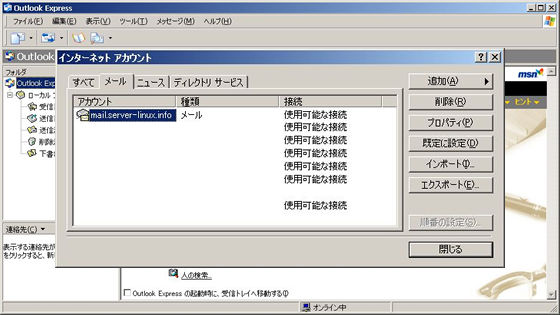 Outlook Express
ファイル(F) 編集(E) 表示(V) ツール(T) メッセージ(M) ヘルプ(H)
Outlook
msn
フォルダ
Outlook Exp
ローカル フ
受信
送信
送信
削除
下書
ヒント
インターネット アカウント
すべて メール ニュース ディレクトリ サービス
アカウント 種類 接続
mail.server-linux.info メール 使用可能な接続
使用可能な接続
使用可能な接続
使用可能な接続
使用可能な接続
使用可能な接続
使用可能な接続
追加(A)
削除(R)
プロパティ(P)
既定に設定(D)
インポート(I)...
エクスポート(E)...
順番の設定(S)...
閉じる
連絡先(C)
表示する連絡先が
をクリックすると、新
人の検索...
Outlook Express の起動時に、受信トレイへ移動する(I)
オンライン中